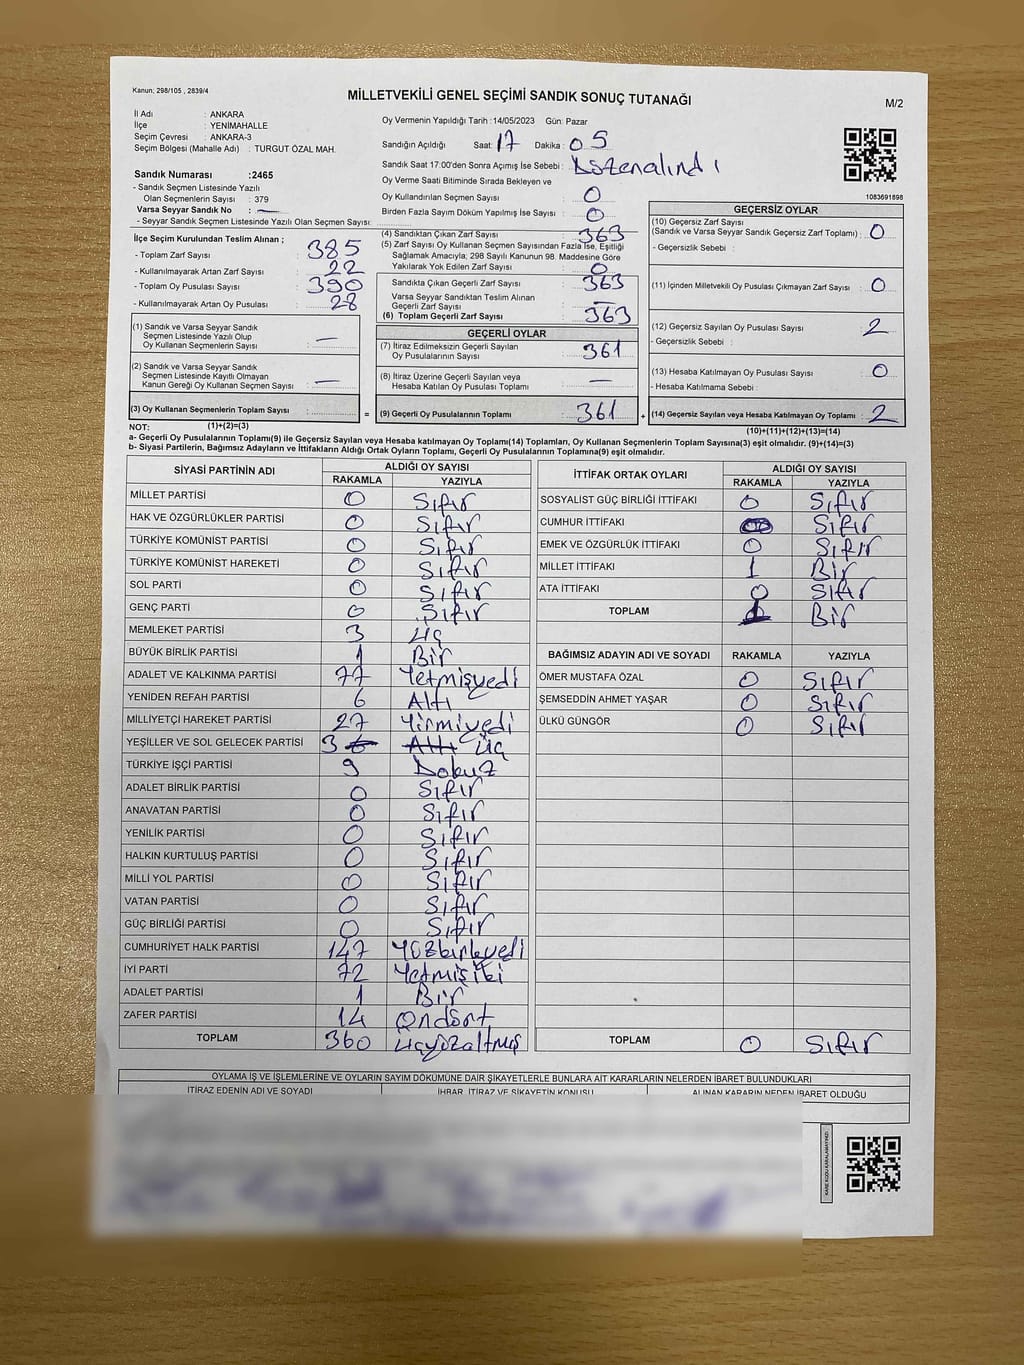 Kanun; 298/105 , 2839/4
MİLLETVEKİLİ GENEL SEÇİMİ SANDIK SONUÇ TUTANAĞI
M/2
İl Adı : ANKARA
İlçe : YENİMAHALLE
Seçim Çevresi : ANKARA-3
Seçim Bölgesi (Mahalle Adı) : TURGUT ÖZAL MAH.
Sandık Numarası :2465
- Sandık Seçmen Listesinde Yazılı
Olan Seçmenlerin Sayısı : 379
Varsa Seyyar Sandık No : —
- Seyyar Sandık Seçmen Listesinde Yazılı Olan Seçmen Sayısı:
Oy Vermenin Yapıldığı Tarih :14/05/2023 Gün: Pazar
Sandığın Açıldığı Saat: 17 Dakika : 05
Sandık Saat 17:00'den Sonra Açımış İse Sebebi : Düzenalındı
Oy Verme Saati Bitiminde Sırada Bekleyen ve
Oy Kullandırılan Seçmen Sayısı : 0
Birden Fazla Sayım Döküm Yapılmış İse Sayısı : 0
1083691898
İlçe Seçim Kurulundan Teslim Alınan ;
- Toplam Zarf Sayısı : 385
- Kullanılmayarak Artan Zarf Sayısı : 22
- Toplam Oy Pusulası Sayısı : 390
- Kullanılmayarak Artan Oy Pusulası : 28
(1) Sandık ve Varsa Seyyar Sandık
Seçmen Listesinde Yazılı Olup
Oy Kullanan Seçmenlerin Sayısı : —
(2) Sandık ve Varsa Seyyar Sandık
Seçmen Listesinde Kayıtlı Olmayan
Kanun Gereği Oy Kullanan Seçmen Sayısı : —
(3) Oy Kullanan Seçmenlerin Toplam Sayısı :
(1)+(2)=(3)
(4) Sandıktan Çıkan Zarf Sayısı : 363
(5) Zarf Sayısı Oy Kullanan Seçmen Sayısından Fazla İse, Eşitliği
Sağlamak Amacıyla; 298 Sayılı Kanunun 98. Maddesine Göre
Yakılarak Yok Edilen Zarf Sayısı : 0
Sandıkta Çıkan Geçerli Zarf Sayısı : 363
Varsa Seyyar Sandıktan Teslim Alınan
Geçerli Zarf Sayısı : —
(6) Toplam Geçerli Zarf Sayısı : 363
GEÇERLİ OYLAR
(7) İtiraz Edilmeksizin Geçerli Sayılan
Oy Pusulalarının Sayısı : 361
(8) İtiraz Üzerine Geçerli Sayılan veya
Hesaba Katılan Oy Pusulası Toplamı : —
= (9) Geçerli Oy Pusulalarının Toplamı : 361 +
GEÇERSİZ OYLAR
(10) Geçersiz Zarf Sayısı
(Sandık ve Varsa Seyyar Sandık Geçersiz Zarf Toplamı) : 0
- Geçersizlik Sebebi :
(11) İçinden Milletvekili Oy Pusulası Çıkmayan Zarf Sayısı : 0
(12) Geçersiz Sayılan Oy Pusulası Sayısı : 2
- Geçersizlik Sebebi :
(13) Hesaba Katılmayan Oy Pusulası Sayısı : 0
- Hesaba Katılmama Sebebi :
(14) Geçersiz Sayılan veya Hesaba Katılmayan Oy Toplamı : 2
(10)+(11)+(12)+(13)=(14)
NOT:
a- Geçerli Oy Pusulalarının Toplamı(9) ile Geçersiz Sayılan veya Hesaba katılmayan Oy Toplamı(14) Toplamları, Oy Kullanan Seçmenlerin Toplam Sayısına(3) eşit olmalıdır. (9)+(14)=(3)
b- Siyasi Partilerin, Bağımsız Adayların ve İttifakların Aldığı Ortak Oyların Toplamı, Geçerli Oy Pusulalarının Toplamına(9) eşit olmalıdır.
SİYASİ PARTİNİN ADI ALDIĞI OY SAYISI
RAKAMLA YAZIYLA
MİLLET PARTİSİ 0 Sıfır
HAK VE ÖZGÜRLÜKLER PARTİSİ 0 Sıfır
TÜRKİYE KOMÜNİST PARTİSİ 0 Sıfır
TÜRKİYE KOMÜNİST HAREKETİ 0 Sıfır
SOL PARTİ 0 Sıfır
GENÇ PARTİ 0 Sıfır
MEMLEKET PARTİSİ 3 Üç
BÜYÜK BİRLİK PARTİSİ 1 Bir
ADALET VE KALKINMA PARTİSİ 77 Yetmişyedi
YENİDEN REFAH PARTİSİ 6 Altı
MİLLİYETÇİ HAREKET PARTİSİ 27 Yirmiyedi
YEŞİLLER VE SOL GELECEK PARTİSİ 3 6 Altı Üç
TÜRKİYE İŞÇİ PARTİSİ 9 Dokuz
ADALET BİRLİK PARTİSİ 0 Sıfır
ANAVATAN PARTİSİ 0 Sıfır
YENİLİK PARTİSİ 0 Sıfır
HALKIN KURTULUŞ PARTİSİ 0 Sıfır
MİLLİ YOL PARTİSİ 0 Sıfır
VATAN PARTİSİ 0 Sıfır
GÜÇ BİRLİĞİ PARTİSİ 0 Sıfır
CUMHURİYET HALK PARTİSİ 147 Yüzkırkyedi
İYİ PARTİ 72 Yetmişiki
ADALET PARTİSİ 1 Bir
ZAFER PARTİSİ 14 Ondört
TOPLAM 360 Üçyüzaltmış
İTTİFAK ORTAK OYLARI ALDIĞI OY SAYISI
RAKAMLA YAZIYLA
SOSYALİST GÜÇ BİRLİĞİ İTTİFAKI 0 Sıfır
CUMHUR İTTİFAKI Sıfır
EMEK VE ÖZGÜRLÜK İTTİFAKI 0 Sıfır
MİLLET İTTİFAKI 1 Bir
ATA İTTİFAKI 0 Sıfır
TOPLAM 1 Bir
BAĞIMSIZ ADAYIN ADI VE SOYADI RAKAMLA YAZIYLA
ÖMER MUSTAFA ÖZAL 0 Sıfır
ŞEMSEDDİN AHMET YAŞAR 0 Sıfır
ÜLKÜ GÜNGÖR 0 Sıfır
TOPLAM 0 Sıfır
OYLAMA İŞ VE İŞLEMLERİNE VE OYLARIN SAYIM DÖKÜMÜNE DAİR ŞİKAYETLERLE BUNLARA AİT KARARLARIN NELERDEN İBARET BULUNDUKLARI
İTİRAZ EDENİN ADI VE SOYADI İHBAR, İTİRAZ VE ŞİKAYETİN KONUSU ALINAN KARARIN NEDEN İBARET OLDUĞU
KARE KODU KARALAMAYINIZ!